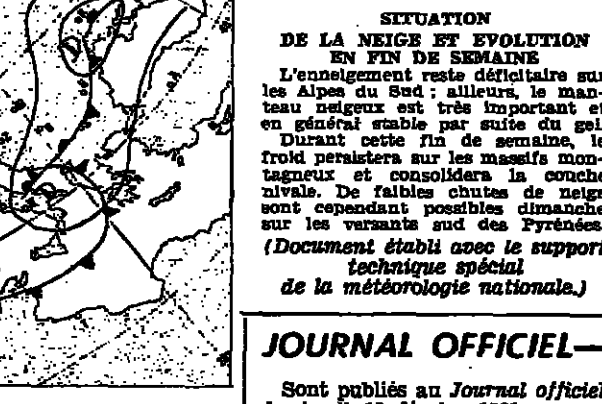 SITUATION
DE LA NEIGE ET EVOLUTION
EN FIN DE SEMAINE
L'enneigement reste déficitaire sur
les Alpes du Sud ; ailleurs, le man-
teau neigeux est très important et
en général stable par suite du gel.
Durant cette fin de semaine, le
froid persistera sur les massifs mon-
tagneux et consolidera la couche
nivale. De faibles chutes de neige
sont cependant possibles dimanche
sur les versants sud des Pyrénées.
(Document établi avec le support
technique spécial
de la météorologie nationale.)
JOURNAL OFFICIEL—
Sont publiés au Journal officiel